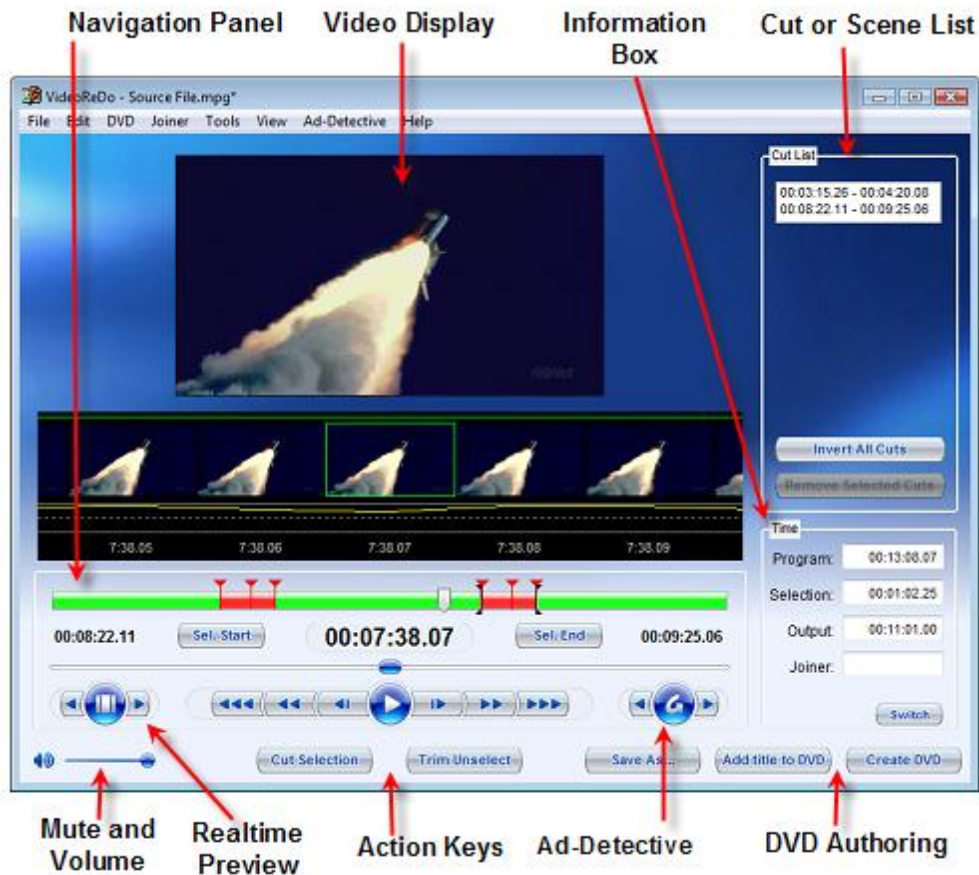 Navigation Panel
Video Display
Information
Box
Cut or Scene List
VideoReDo - Source File.mpg*
File Edit DVD Joiner Tools View Ad-Detective Help
Cut List
00:03:15.26 - 00:04:20.08
00:08:22.11 - 00:09:25.06
Invert All Cuts
Remove Selected Cuts
7:38.05 7:38.06 7:38.07 7:38.08 7:38.09
Time
Program: 00:13:08.07
Selection: 00:01:02.25
Output: 00:11:01.00
Joiner:
Switch
00:08:22.11 Sel. Start 00:07:38.07 Sel. End 00:09:25.06
Cut Selection Trim Unselect Save As... Add title to DVD Create DVD
Mute and
Volume
Realtime
Preview
Action Keys
Ad-Detective
DVD Authoring